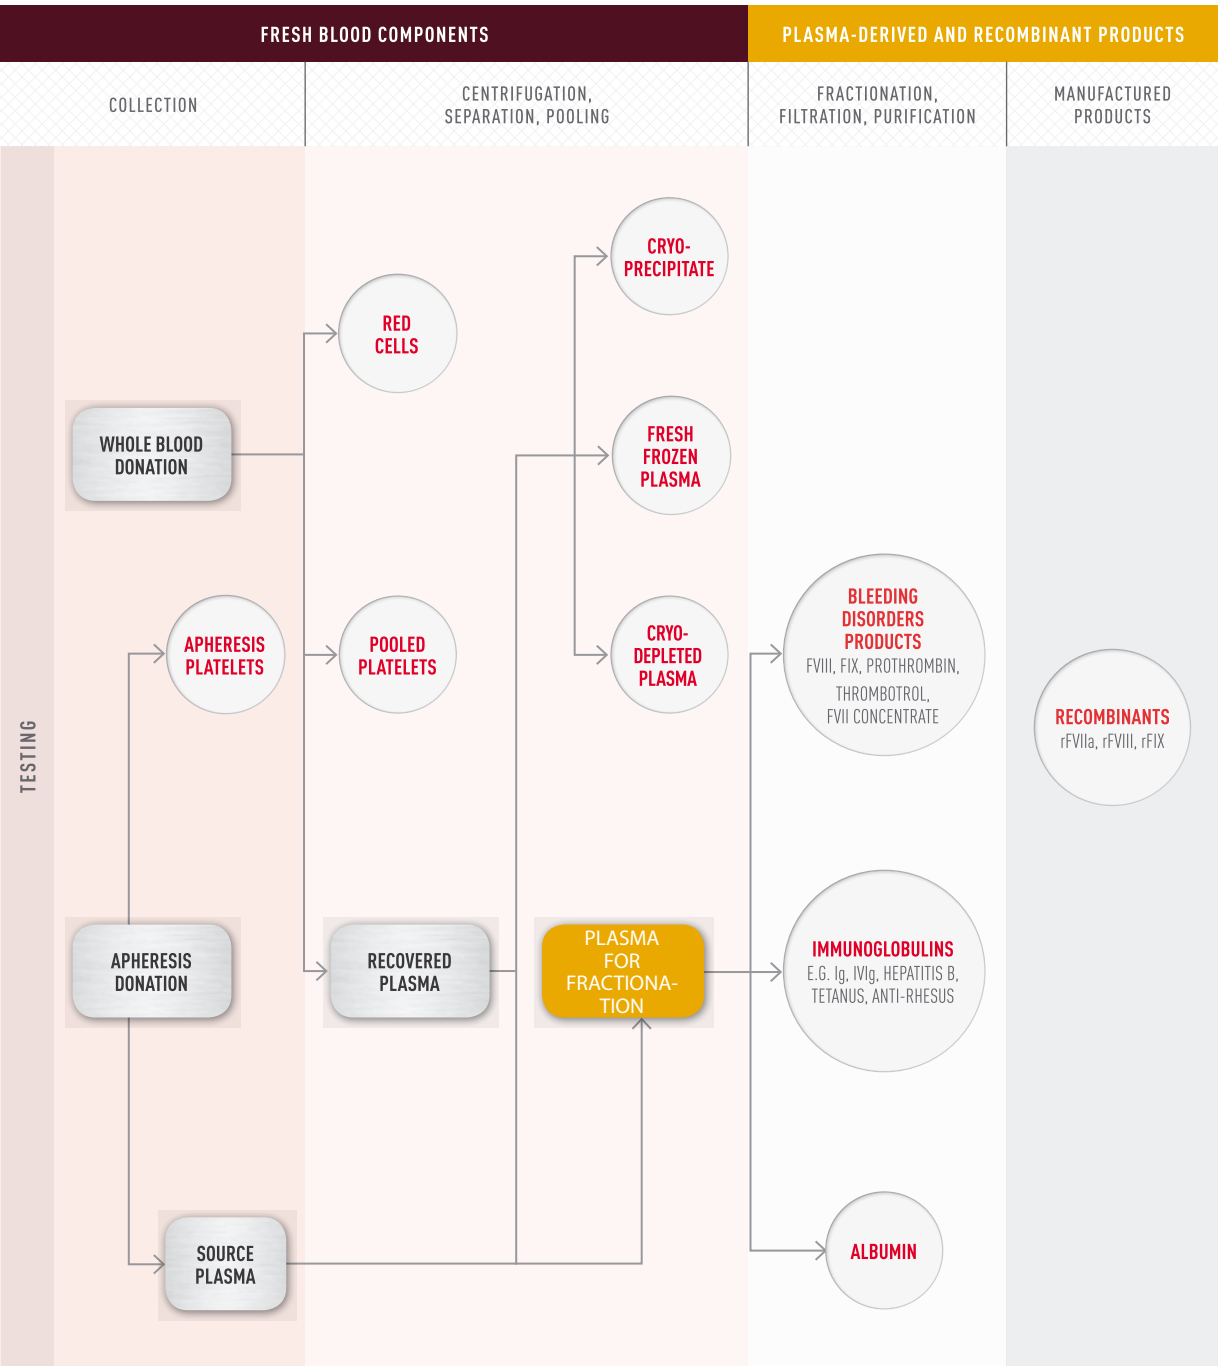 FRESH BLOOD COMPONENTS
PLASMA-DERIVED AND RECOMBINANT PRODUCTS
COLLECTION
CENTRIFUGATION,
SEPARATION, POOLING
FRACTIONATION,
FILTRATION, PURIFICATION
MANUFACTURED
PRODUCTS
TESTING
WHOLE BLOOD
DONATION
RED
CELLS
CRYO-
PRECIPITATE
FRESH
FROZEN
PLASMA
APHERESIS
PLATELETS
POOLED
PLATELETS
CRYO-
DEPLETED
PLASMA
BLEEDING
DISORDERS
PRODUCTS
FVIII, FIX, PROTHROMBIN,
THROMBOTROL,
FVII CONCENTRATE
RECOMBINANTS
rFVIIa, rFVIII, rFIX
APHERESIS
DONATION
RECOVERED
PLASMA
PLASMA
FOR
FRACTIONA-
TION
IMMUNOGLOBULINS
E.G. Ig, IVIg, HEPATITIS B,
TETANUS, ANTI-RHESUS
SOURCE
PLASMA
ALBUMIN